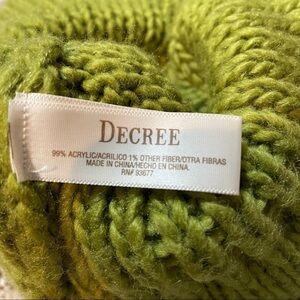 DECREE
99% ACRYLIC/ACRILICO 1% OTHER FIBER/OTRA FIBRAS
MADE IN CHINA/HECHO EN CHINA.
RN# 93677